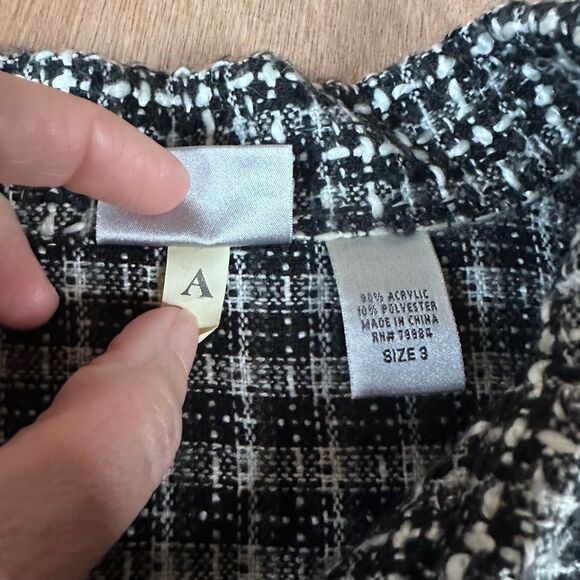 A
90% ACRYLIC
10% POLYESTER
MADE IN CHINA
RN# 79984
SIZE 3